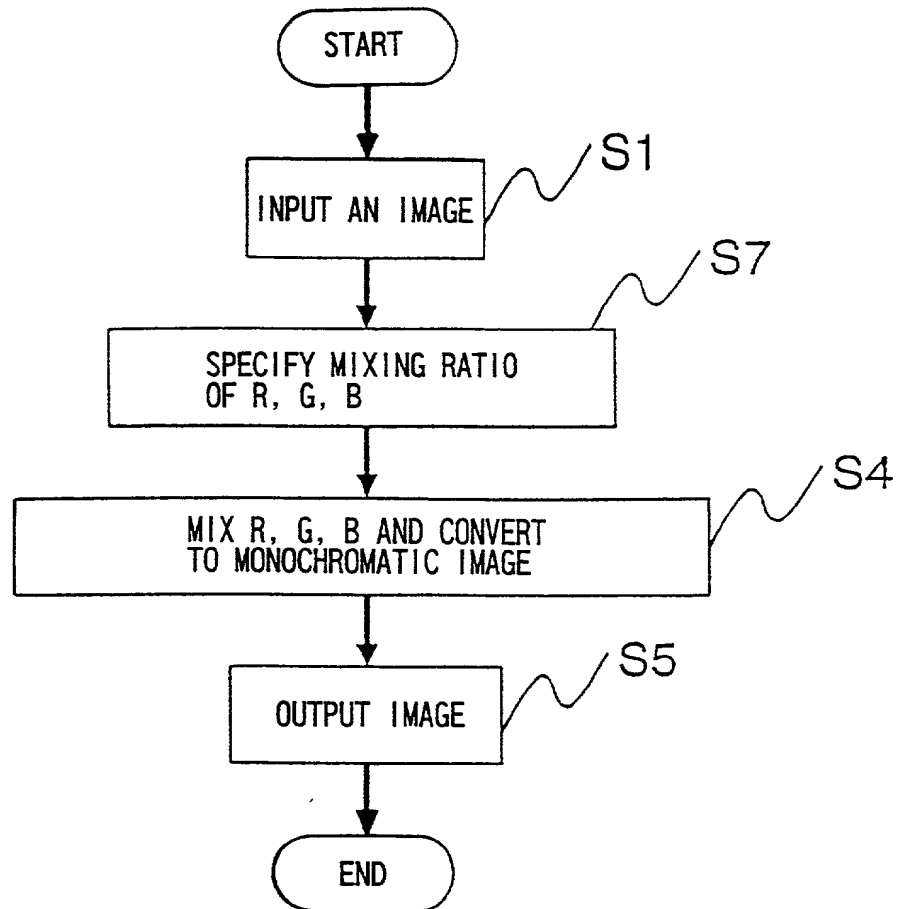 START
S1
INPUT AN IMAGE
S7
SPECIFY MIXING RATIO
OF R, G, B
S4
MIX R, G, B AND CONVERT
TO MONOCHROMATIC IMAGE
S5
OUTPUT IMAGE
END